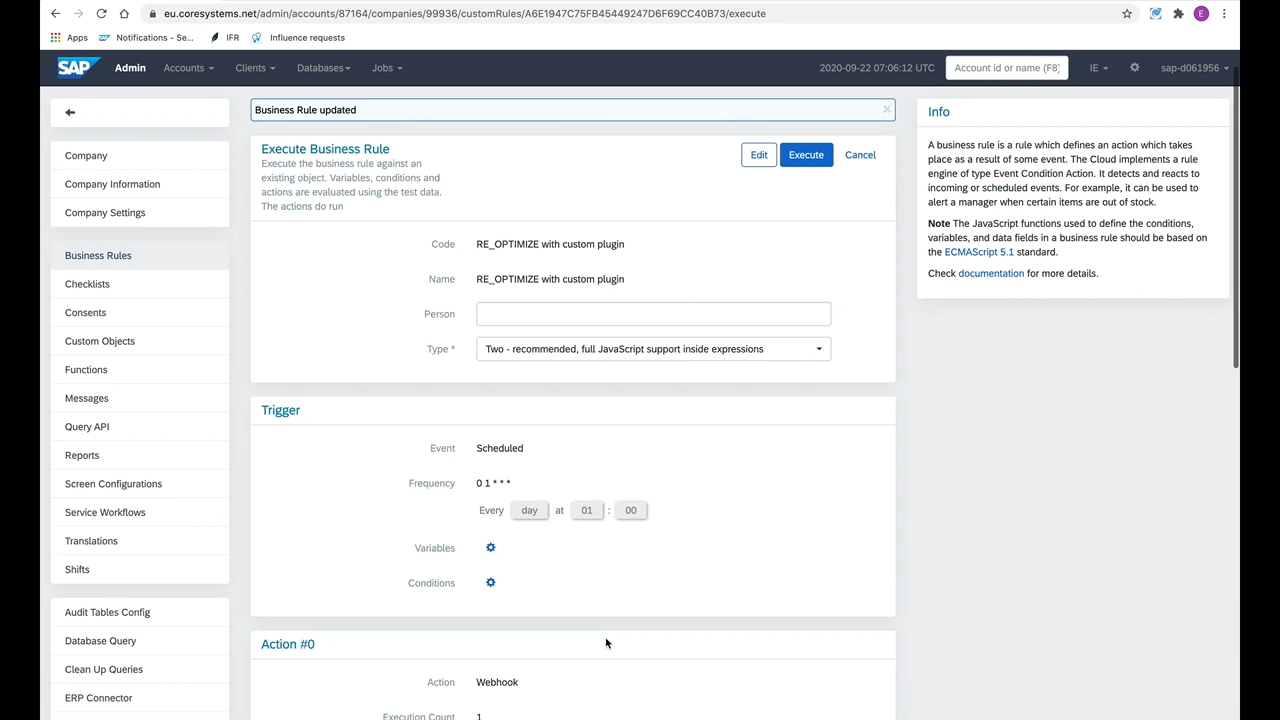 eu.coresystems.net/admin/accounts/87164/companies/99936/customRules/A6E1947C75FB45449247D6F69CC40B73/execute
E
Apps
Notifications - Se...
IFR
Influence requests
SAP
Admin
Accounts
Clients
Databases
Jobs
2020-09-22 07:06:12 UTC
Account id or name (F8)
IE
sap-d061956
Company
Company Information
Company Settings
Business Rules
Checklists
Consents
Custom Objects
Functions
Messages
Query API
Reports
Screen Configurations
Service Workflows
Translations
Shifts
Audit Tables Config
Database Query
Clean Up Queries
ERP Connector
Business Rule updated
Execute Business Rule
Execute the business rule against an
existing object. Variables, conditions and
actions are evaluated using the test data.
The actions do run
Edit
Execute
Cancel
Code RE_OPTIMIZE with custom plugin
Name RE_OPTIMIZE with custom plugin
Person
Type * Two - recommended, full JavaScript support inside expressions
Trigger
Event Scheduled
Frequency 0 1 * * *
Every day at 01 : 00
Variables
Conditions
Action #0
Action Webhook
Execution Count 1
Info
A business rule is a rule which defines an action which takes
place as a result of some event. The Cloud implements a rule
engine of type Event Condition Action. It detects and reacts to
incoming or scheduled events. For example, it can be used to
alert a manager when certain items are out of stock.
Note The JavaScript functions used to define the conditions,
variables, and data fields in a business rule should be based on
the ECMAScript 5.1 standard.
Check documentation for more details.